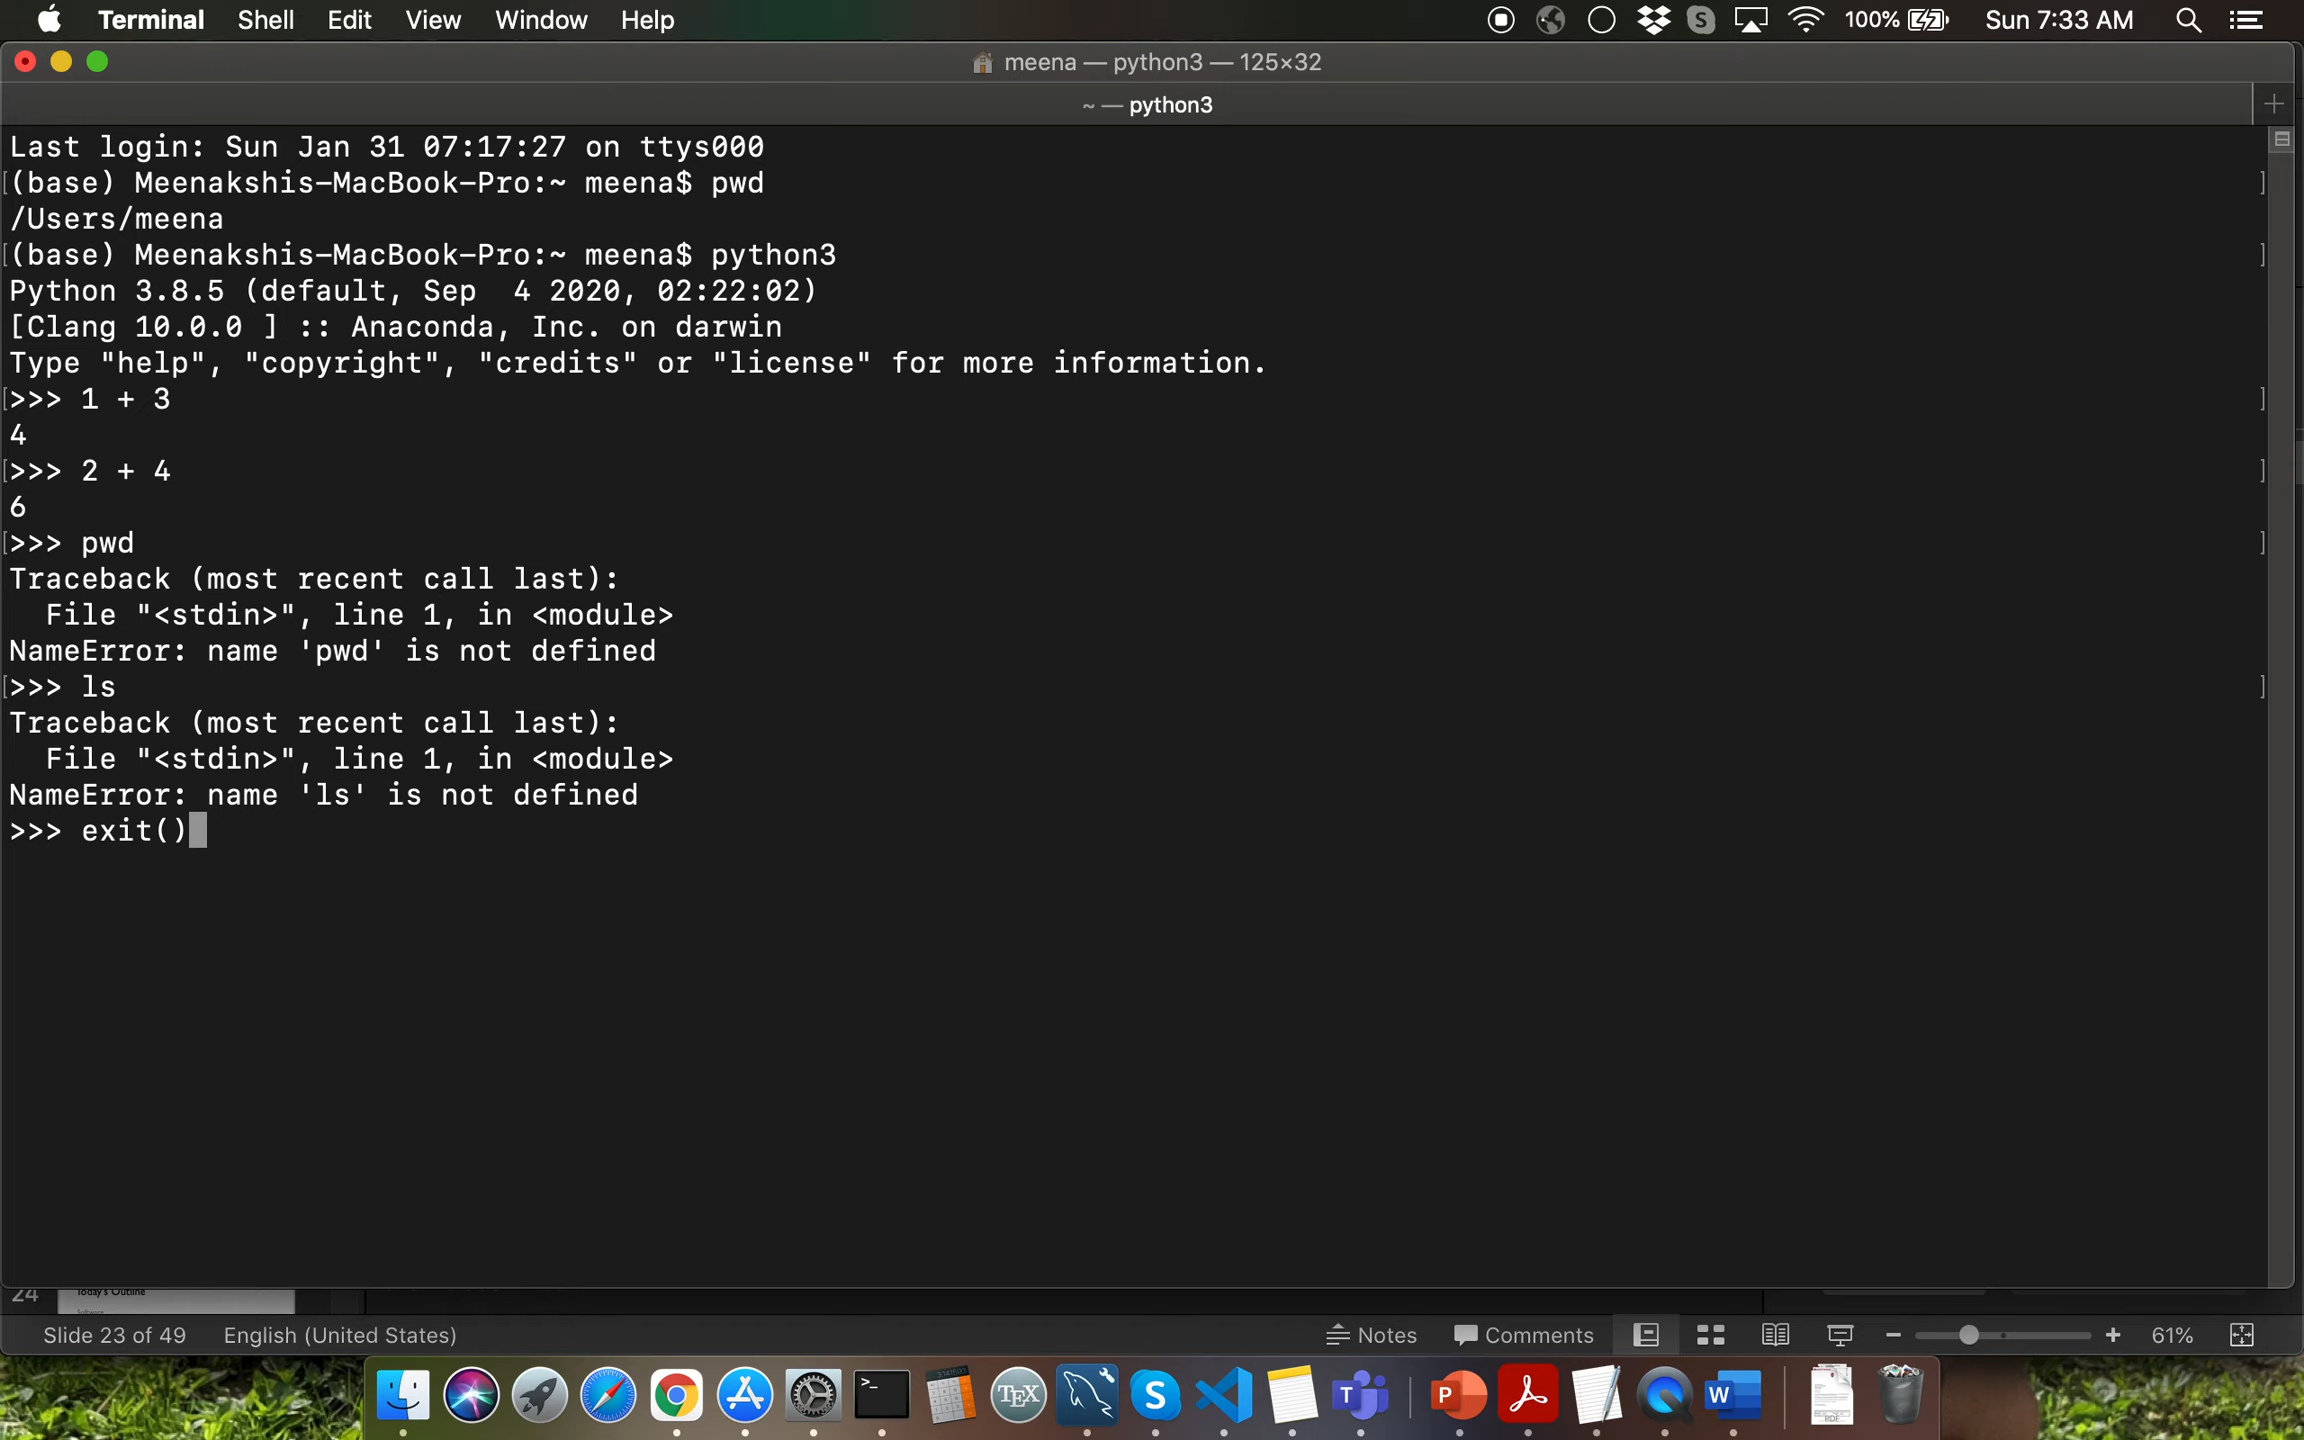 Terminal Shell Edit View Window Help 100% Sun 7:33 AM
meena — python3 — 125×32
~ — python3
Last login: Sun Jan 31 07:17:27 on ttys000
[(base) Meenakshis-MacBook-Pro:~ meena$ pwd ]
/Users/meena
[(base) Meenakshis-MacBook-Pro:~ meena$ python3 ]
Python 3.8.5 (default, Sep  4 2020, 02:22:02)
[Clang 10.0.0 ] :: Anaconda, Inc. on darwin
Type "help", "copyright", "credits" or "license" for more information.
[>>> 1 + 3 ]
4
[>>> 2 + 4 ]
6
[>>> pwd ]
Traceback (most recent call last):
  File "<stdin>", line 1, in <module>
NameError: name 'pwd' is not defined
[>>> ls ]
Traceback (most recent call last):
  File "<stdin>", line 1, in <module>
NameError: name 'ls' is not defined
>>> exit()
24 Today's Outline
Software
Slide 23 of 49 English (United States) Notes Comments 61%
>_ TEX S T P W PDF